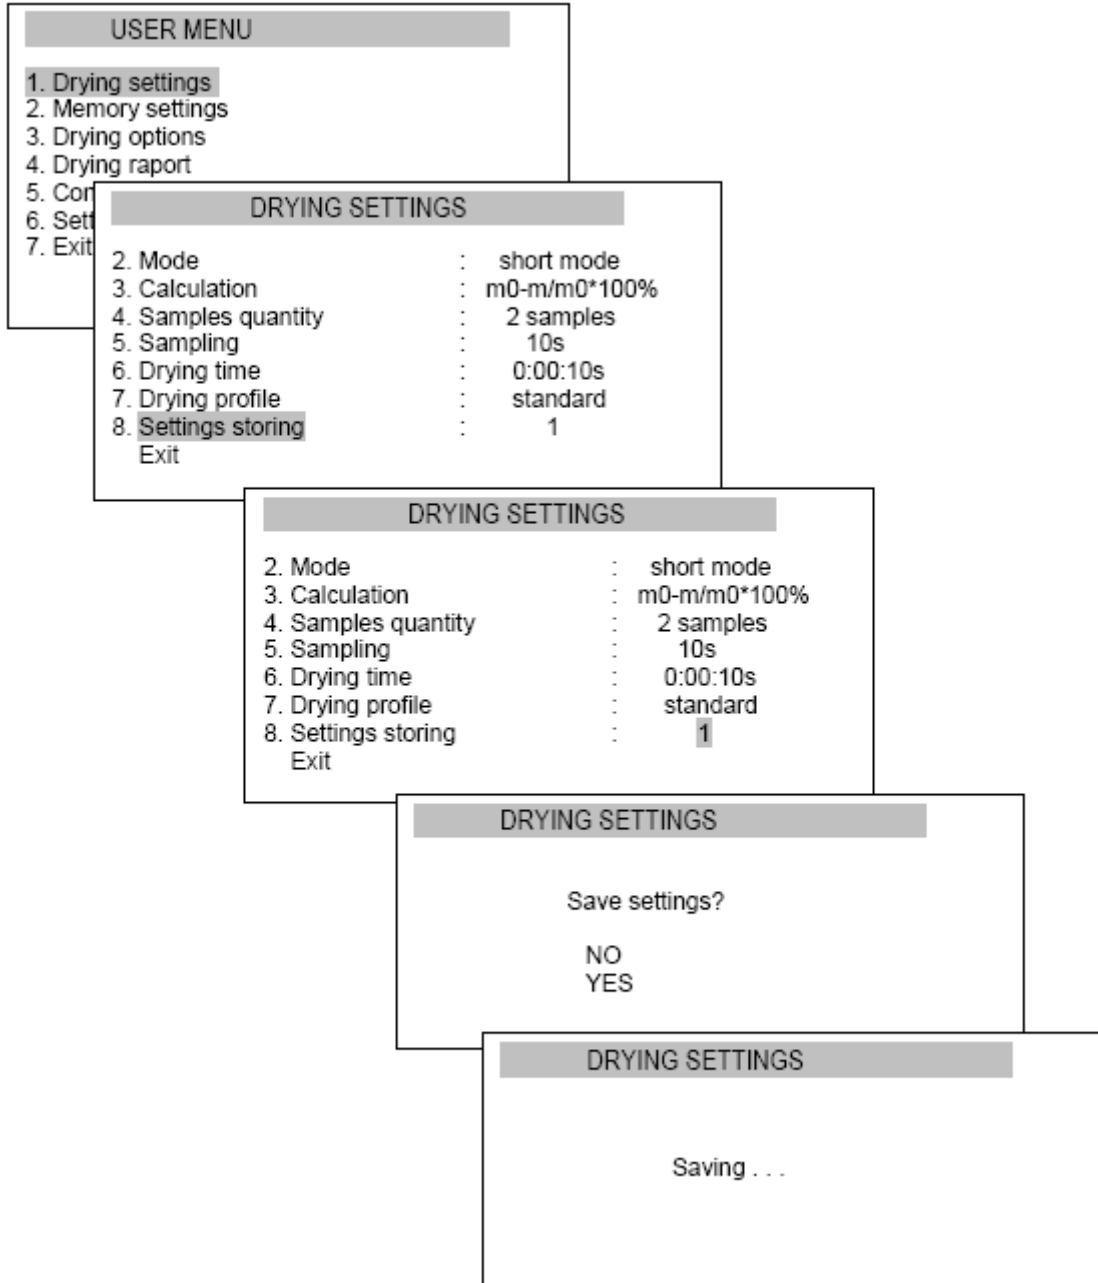 USER MENU
1. Drying settings
2. Memory settings
3. Drying options
4. Drying raport
5. Con
6. Sett
7. Exit
DRYING SETTINGS
2. Mode : short mode
3. Calculation : m0-m/m0*100%
4. Samples quantity : 2 samples
5. Sampling : 10s
6. Drying time : 0:00:10s
7. Drying profile : standard
8. Settings storing : 1
Exit
DRYING SETTINGS
2. Mode : short mode
3. Calculation : m0-m/m0*100%
4. Samples quantity : 2 samples
5. Sampling : 10s
6. Drying time : 0:00:10s
7. Drying profile : standard
8. Settings storing : 1
Exit
DRYING SETTINGS
Save settings?
NO
YES
DRYING SETTINGS
Saving . . .